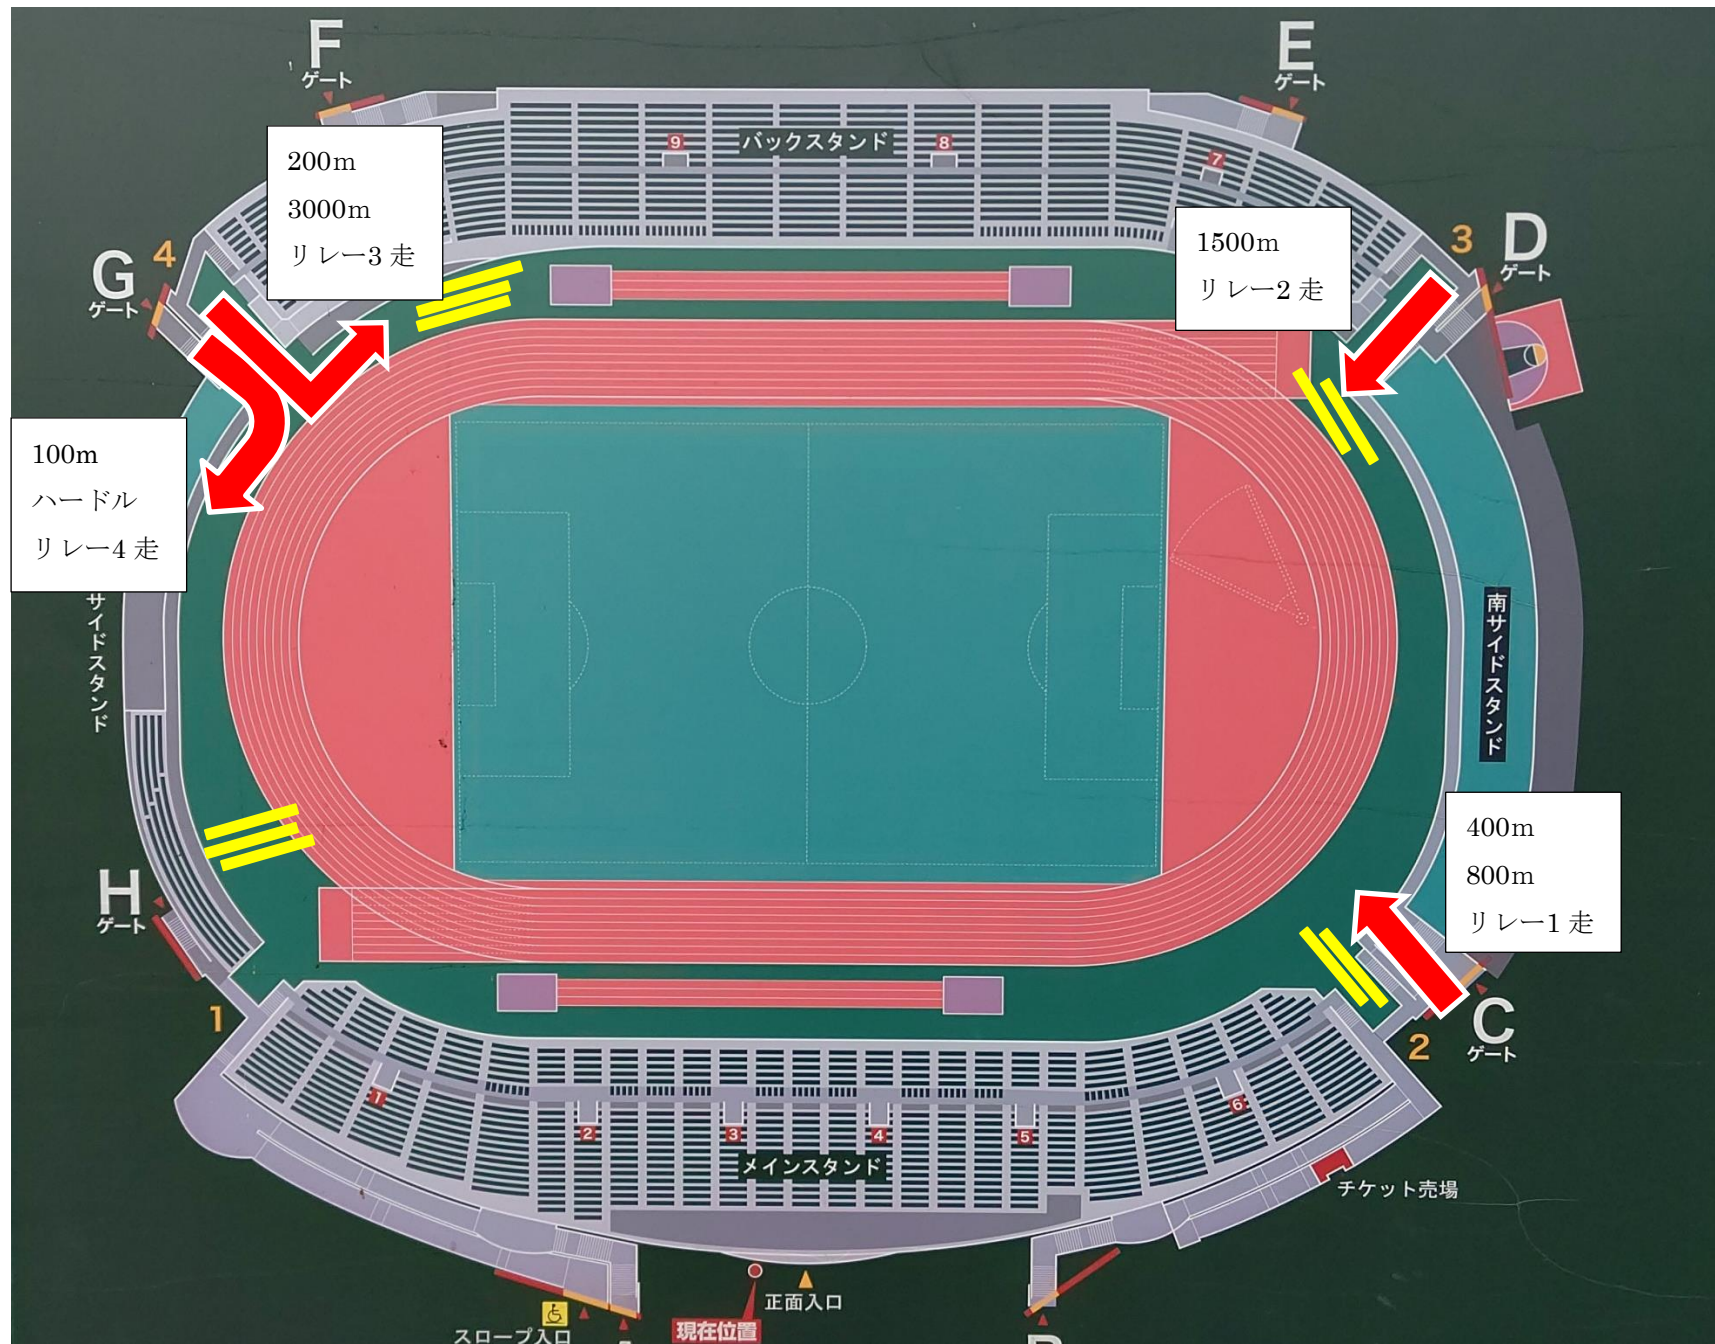 F
ゲート
E
ゲート
9
バックスタンド
8
7
200m
3000m
リレー3 走
1500m
リレー2 走
3
D
ゲート
4
G
ゲート
100m
ハードル
リレー4 走
サイドスタンド
南サイドスタンド
400m
800m
リレー1 走
H
ゲート
1
2
C
ゲート
1
2
3
4
5
6
メインスタンド
チケット売場
正面入口
現在位置
スロープ入口